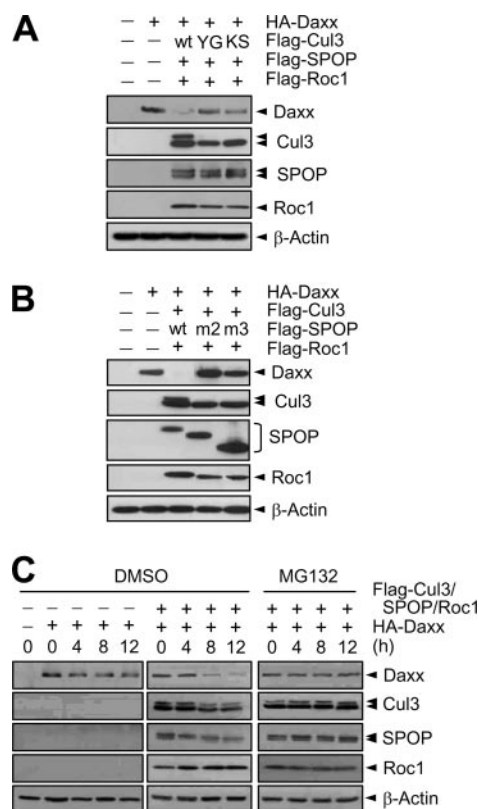 A
– + + + + HA-Daxx
– – wt YG KS Flag-Cul3
– – + + + Flag-SPOP
– – + + + Flag-Roc1
Daxx
Cul3
SPOP
Roc1
β-Actin
B
– + + + + HA-Daxx
– – + + + Flag-Cul3
– – wt m2 m3 Flag-SPOP
– – + + + Flag-Roc1
Daxx
Cul3
SPOP
Roc1
β-Actin
C
DMSO MG132
Flag-Cul3/
– – – – – + + + + + + + + SPOP/Roc1
– + + + + + + + + + + + + HA-Daxx
0 0 4 8 12 0 4 8 12 0 4 8 12 (h)
Daxx
Cul3
SPOP
Roc1
β-Actin